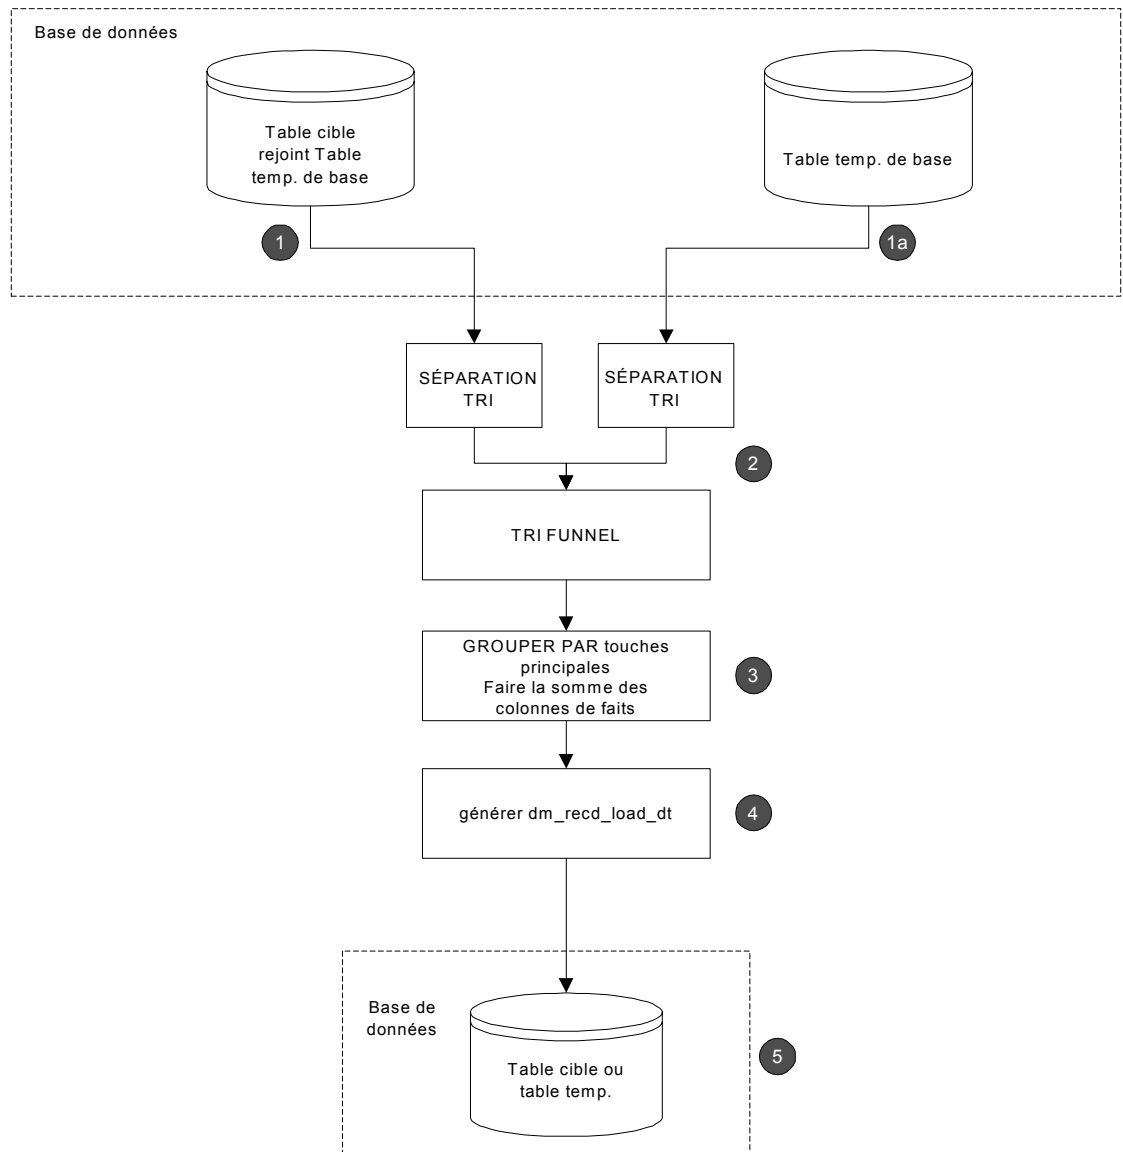 Base de données
Table cible
rejoint Table
temp. de base
Table temp. de base
1
1a
SÉPARATION
TRI
SÉPARATION
TRI
2
TRI FUNNEL
GROUPER PAR touches
principales
Faire la somme des
colonnes de faits
3
générer dm_recd_load_dt
4
Base de
données
Table cible ou
table temp.
5